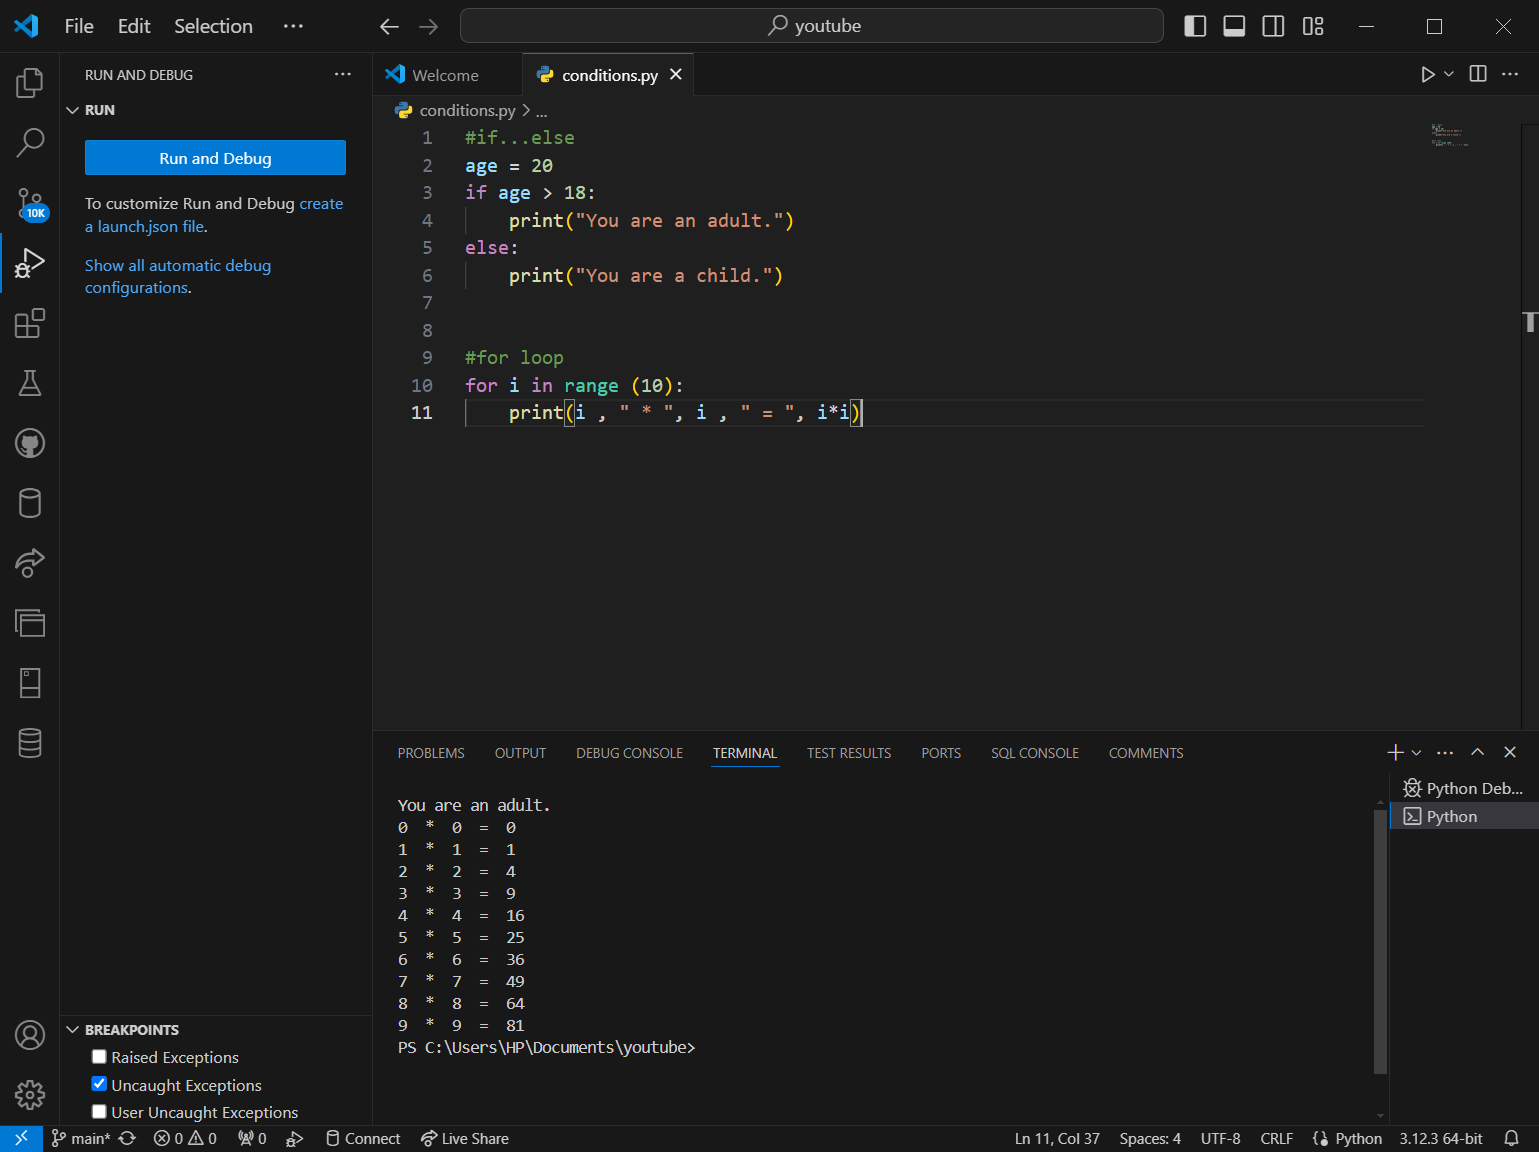 File Edit Selection ··· youtube
RUN AND DEBUG ···
RUN
Run and Debug
To customize Run and Debug create
a launch.json file.
Show all automatic debug
configurations.
10K
Welcome
conditions.py
conditions.py > ...
1 #if...else
2 age = 20
3 if age > 18:
4     print("You are an adult.")
5 else:
6     print("You are a child.")
7
8
9 #for loop
10 for i in range (10):
11     print(i , " * ", i , " = ", i*i)
PROBLEMS OUTPUT DEBUG CONSOLE TERMINAL TEST RESULTS PORTS SQL CONSOLE COMMENTS
You are an adult.
0  *  0  =  0
1  *  1  =  1
2  *  2  =  4
3  *  3  =  9
4  *  4  =  16
5  *  5  =  25
6  *  6  =  36
7  *  7  =  49
8  *  8  =  64
9  *  9  =  81
PS C:\Users\HP\Documents\youtube>
Python Deb...
Python
BREAKPOINTS
Raised Exceptions
Uncaught Exceptions
User Uncaught Exceptions
main* 0 0 0 Connect Live Share Ln 11, Col 37 Spaces: 4 UTF-8 CRLF Python 3.12.3 64-bit